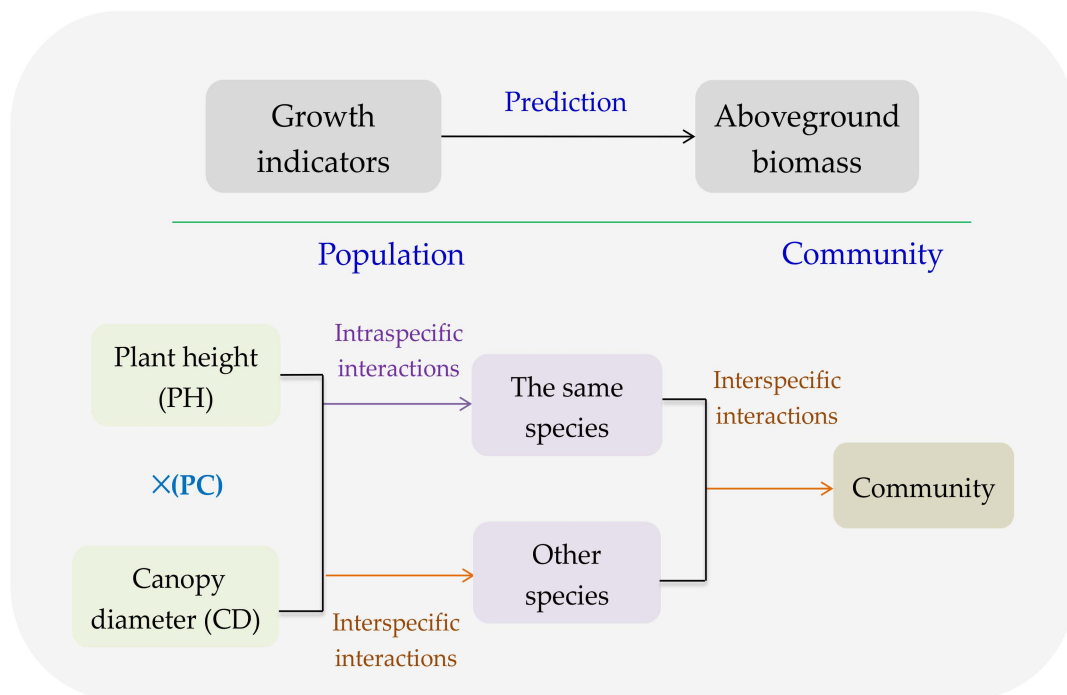 Growth
indicators
Prediction
Aboveground
biomass
Population
Community
Plant height
(PH)
×(PC)
Canopy
diameter (CD)
Intraspecific
interactions
The same
species
Interspecific
interactions
Other
species
Interspecific
interactions
Community